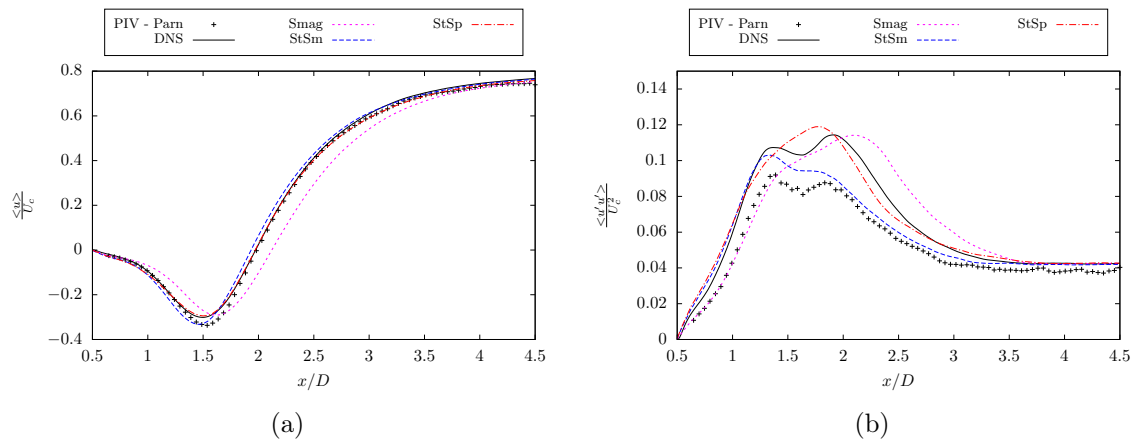 PIV - Parn Smag StSp
DNS StSm
0.8
0.6
0.4
0.2
0
−0.2
−0.4
<u>
U_c
0.5 1 1.5 2 2.5 3 3.5 4 4.5
x/D
(a)
PIV - Parn Smag StSp
DNS StSm
0.14
0.12
0.1
0.08
0.06
0.04
0.02
0
<u'u'>
U_c^2
0.5 1 1.5 2 2.5 3 3.5 4 4.5
x/D
(b)